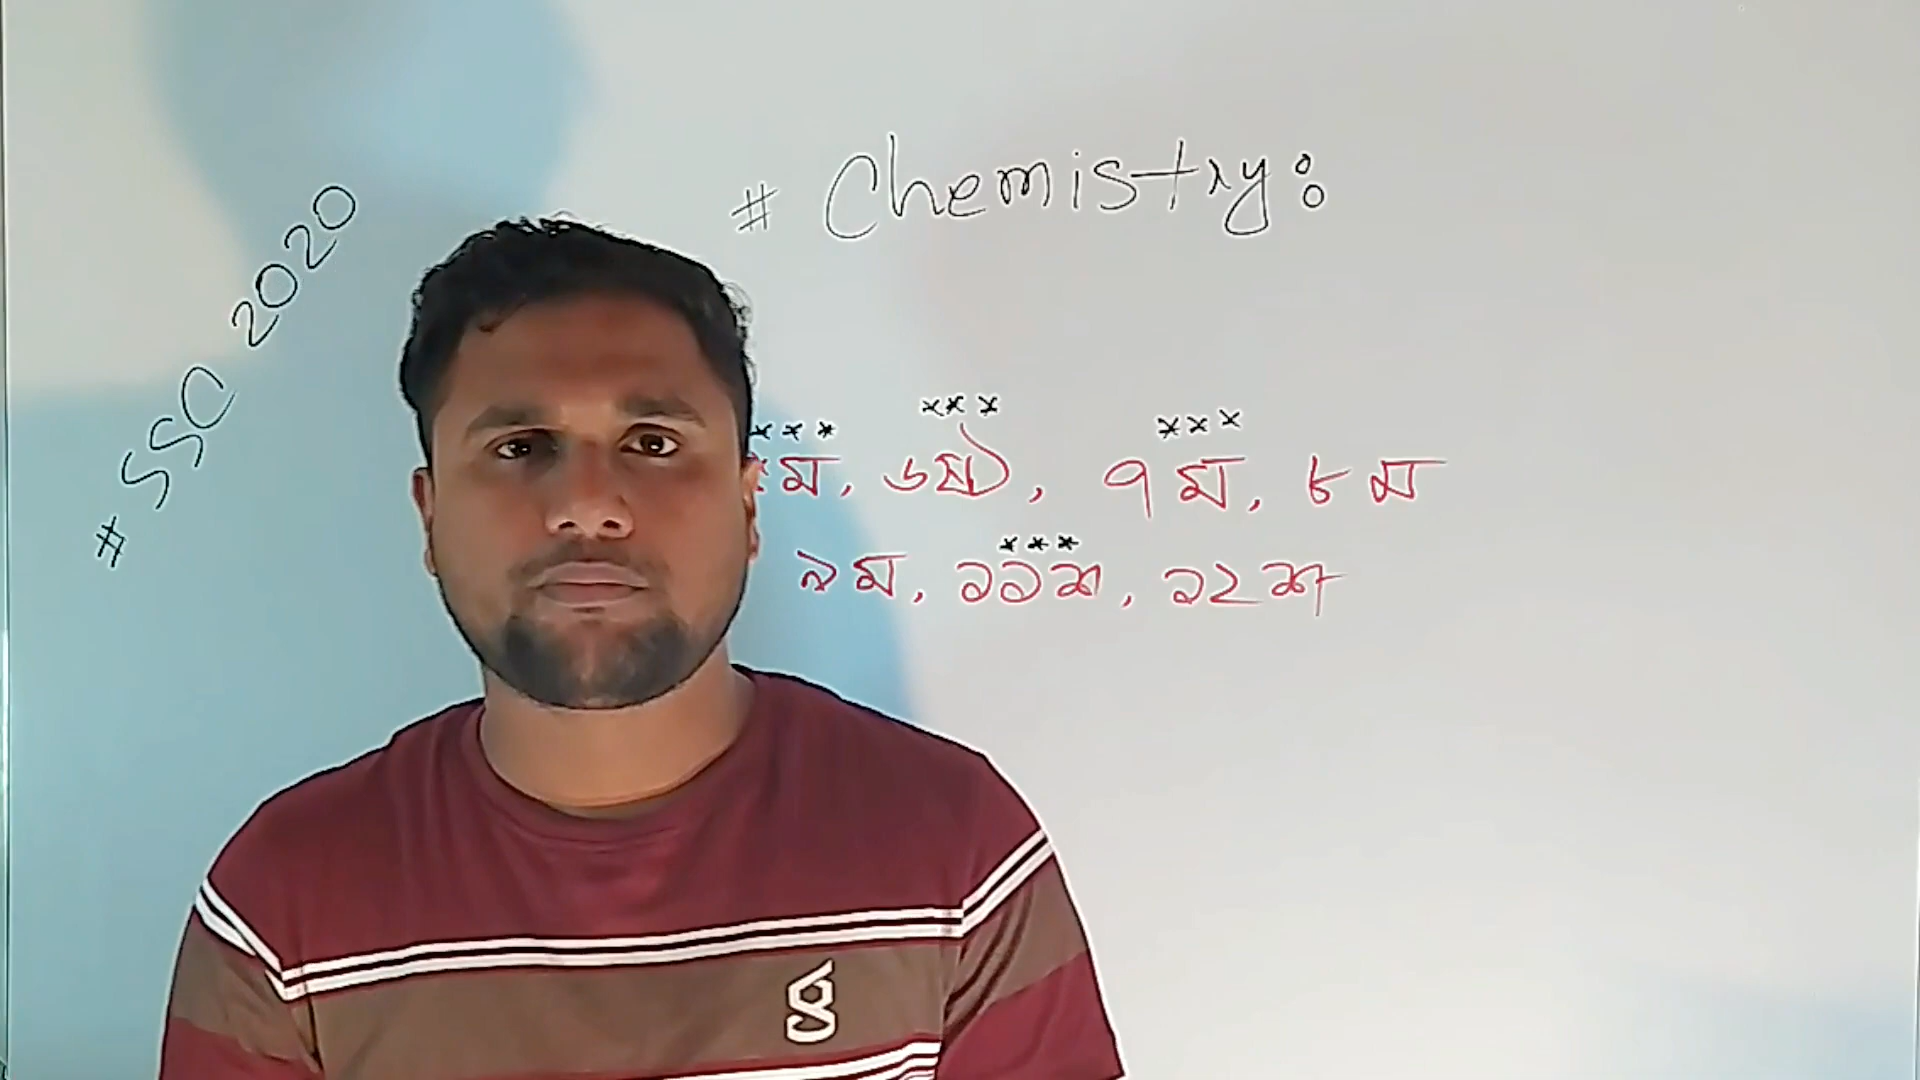 # SSC 2020
# Chemistry:
*** *** ***
ম, ৬ষ্ঠ, ৭ম, ৮ম
***
৯ম, ১১শ, ১২শ